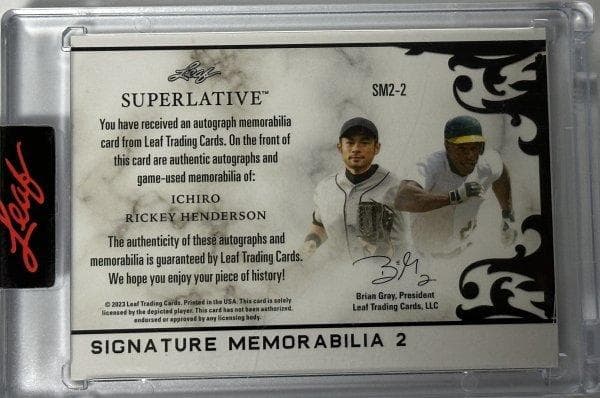 Leaf
SUPERLATIVE™
SM2-2
You have received an autograph memorabilia
card from Leaf Trading Cards. On the front of
this card are authentic autographs and
game-used memorabilia of:
ICHIRO
RICKEY HENDERSON
The authenticity of these autographs and
memorabilia is guaranteed by Leaf Trading Cards.
We hope you enjoy your piece of history!
Brian Gray, President
Leaf Trading Cards, LLC
© 2023 Leaf Trading Cards. Printed in the USA. This card is solely
licensed by the depicted player. This card has not been authorized,
endorsed or approved by any licensing body.
SIGNATURE MEMORABILIA 2
Leaf